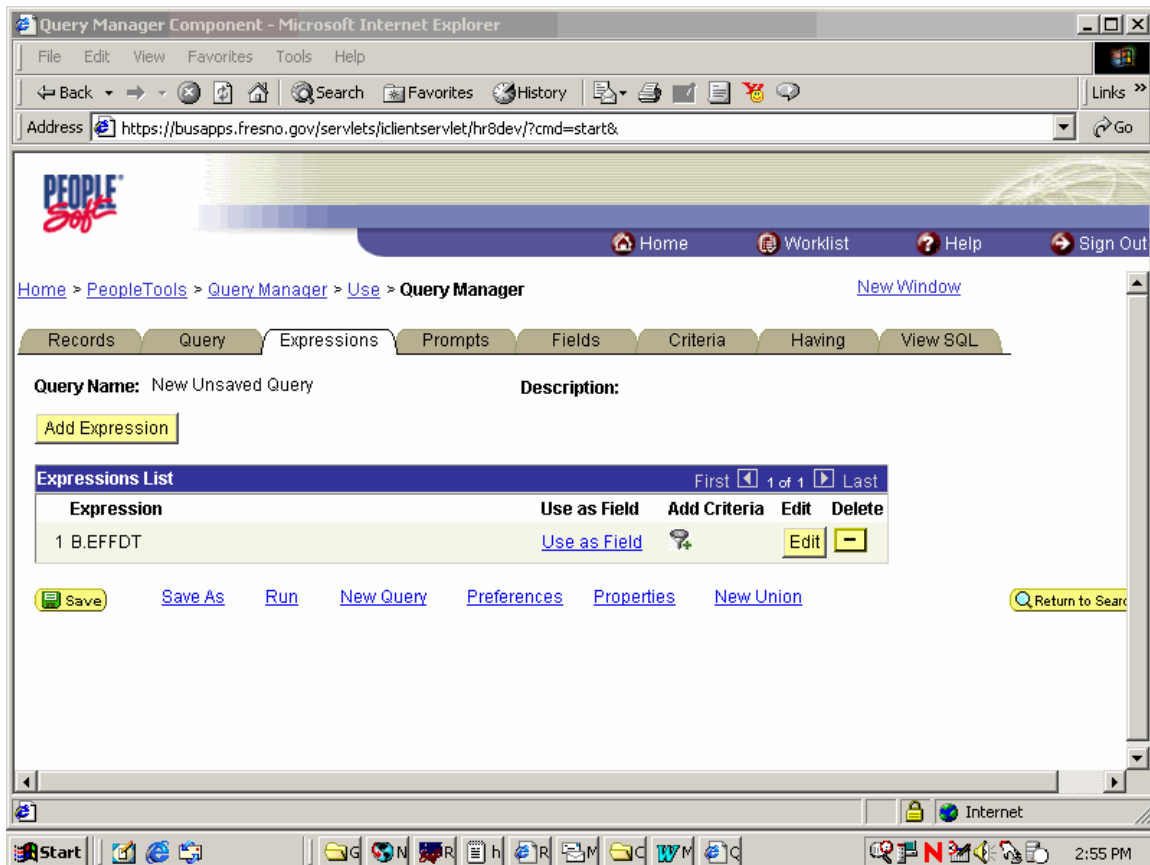 Query Manager Component - Microsoft Internet Explorer
File Edit View Favorites Tools Help
Back Search Favorites History Links »
Address https://busapps.fresno.gov/servlets/iclientservlet/hr8dev/?cmd=start& Go
PEOPLE
Soft
Home Worklist Help Sign Out
Home > PeopleTools > Query Manager > Use > Query Manager New Window
Records Query Expressions Prompts Fields Criteria Having View SQL
Query Name: New Unsaved Query Description:
Add Expression
Expressions List First 1 of 1 Last
Expression Use as Field Add Criteria Edit Delete
1 B.EFFDT Use as Field Edit
Save Save As Run New Query Preferences Properties New Union Return to Searc
Internet
Start G N R h R M C M C 2:55 PM